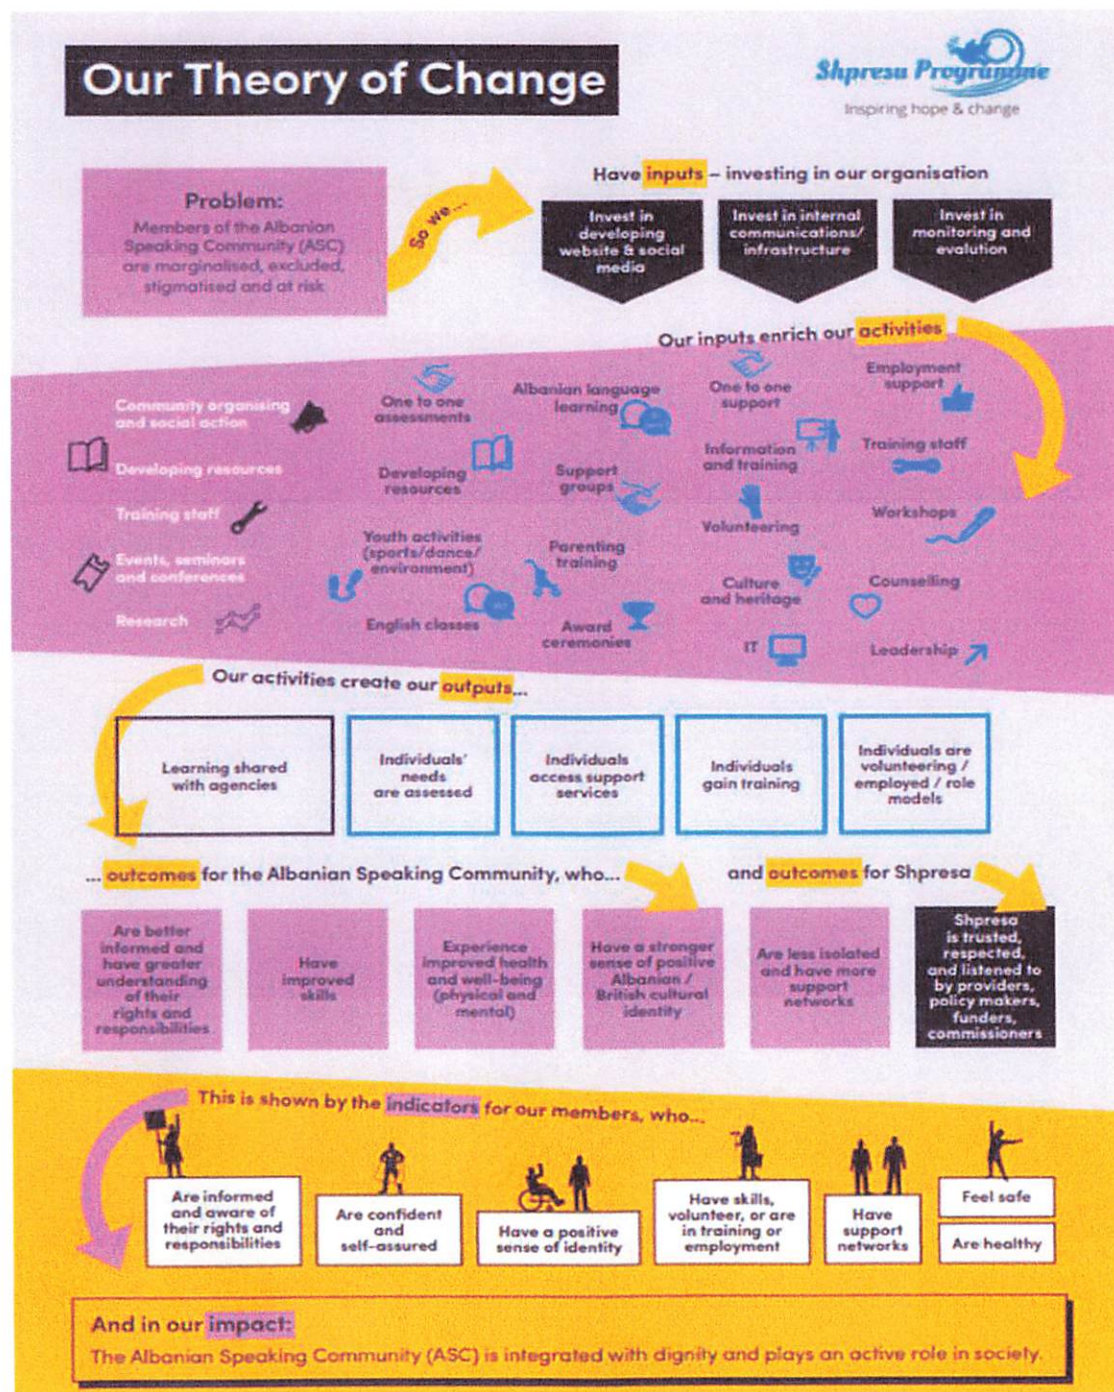 Our Theory of Change
Shpresa Programme
Inspiring hope & change
Problem:
Members of the Albanian
Speaking Community (ASC)
are marginalised, excluded,
stigmatised and at risk
So we...
Have inputs – investing in our organisation
Invest in
developing
website & social
media
Invest in internal
communications/
infrastructure
Invest in
monitoring and
evalution
Our inputs enrich our activities
Community organising
and social action
Developing resources
Training staff
Events, seminars
and conferences
Research
One to one
assessments
Developing
resources
Youth activities
(sports/dance/
environment)
English classes
Albanian language
learning
Support
groups
Parenting
training
Award
ceremonies
One to one
support
Information
and training
Volunteering
Culture
and heritage
IT
Employment
support
Training staff
Workshops
Counselling
Leadership
Our activities create our outputs...
Learning shared
with agencies
Individuals'
needs
are assessed
Individuals
access support
services
Individuals
gain training
Individuals are
volunteering /
employed / role
models
... outcomes for the Albanian Speaking Community, who...
and outcomes for Shpresa
Are better
informed and
have greater
understanding
of their
rights and
responsibilities
Have
improved
skills
Experience
improved health
and well-being
(physical and
mental)
Have a stronger
sense of positive
Albanian /
British cultural
identity
Are less isolated
and have more
support
networks
Shpresa
is trusted,
respected,
and listened to
by providers,
policy makers,
funders,
commissioners
This is shown by the indicators for our members, who...
Are informed
and aware of
their rights and
responsibilities
Are confident
and
self-assured
Have a positive
sense of identity
Have skills,
volunteer, or are
in training or
employment
Have
support
networks
Feel safe
Are healthy
And in our impact:
The Albanian Speaking Community (ASC) is integrated with dignity and plays an active role in society.